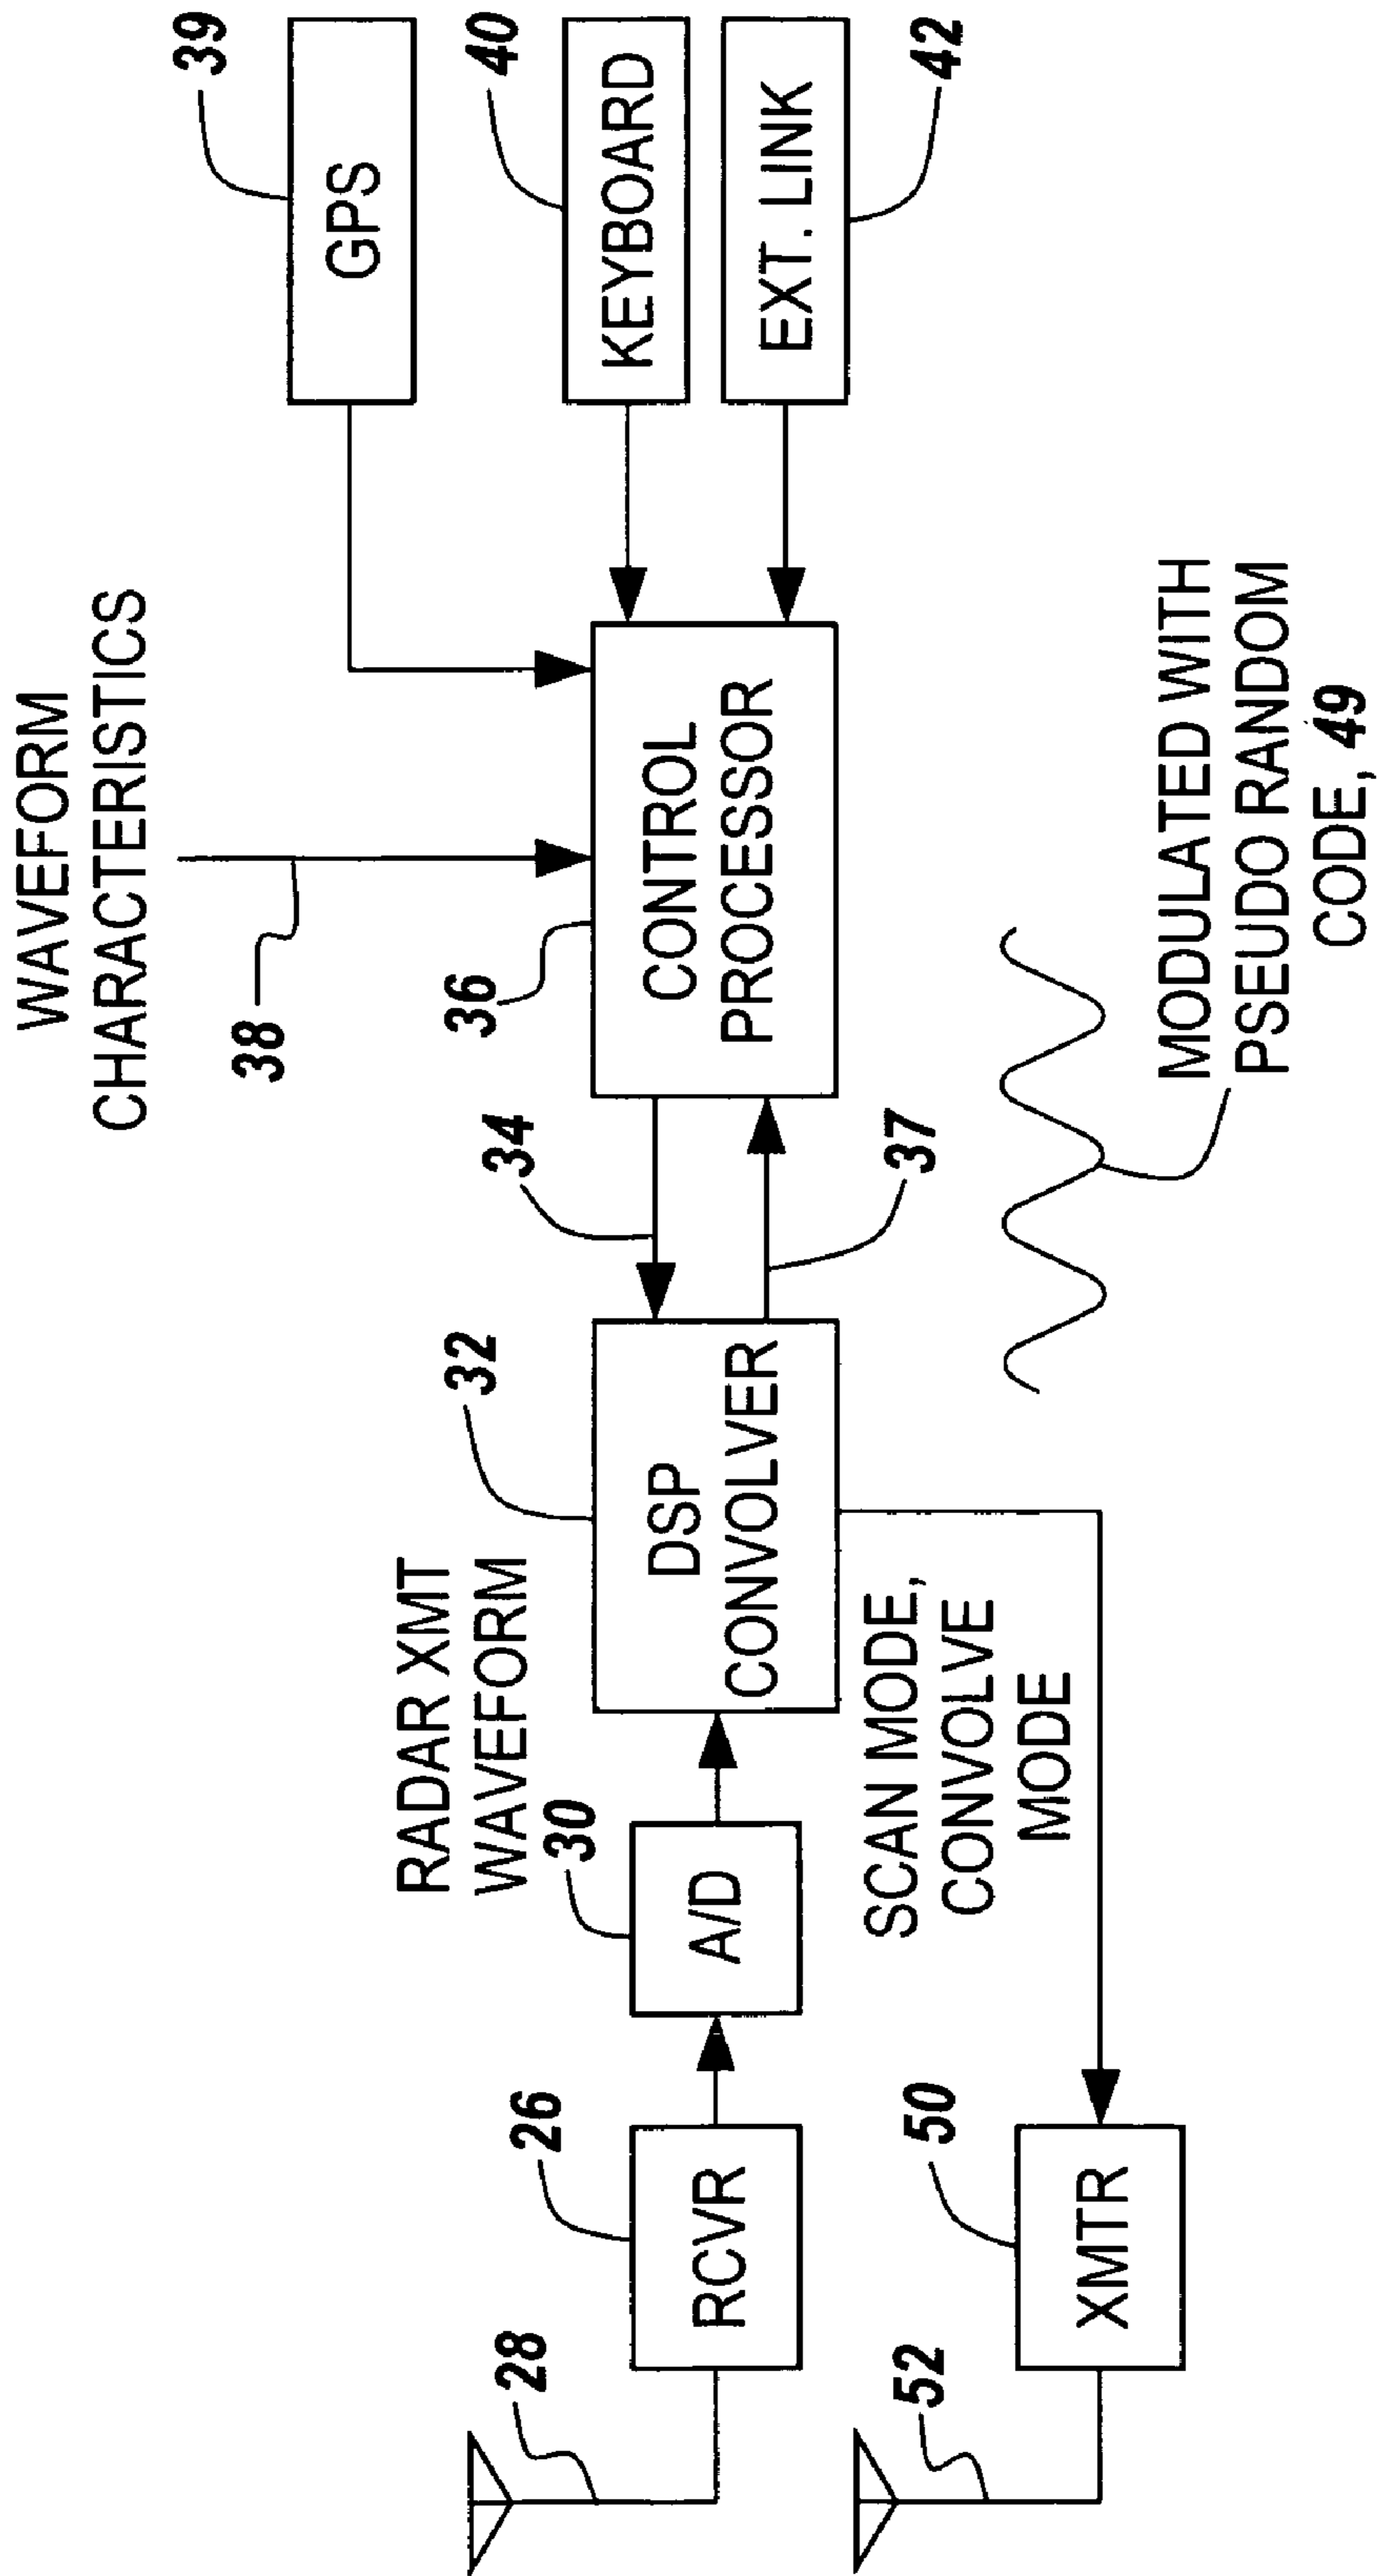 WAVEFORM
CHARACTERISTICS
38
39
GPS
36
CONTROL
PROCESSOR
40
KEYBOARD
EXT. LINK
42
34
37
32
DSP
CONVOLVER
RADAR XMT
WAVEFORM
30
A/D
26
RCVR
28
SCAN MODE,
CONVOLVE
MODE
50
XMTR
52
MODULATED WITH
PSEUDO RANDOM
CODE, 49